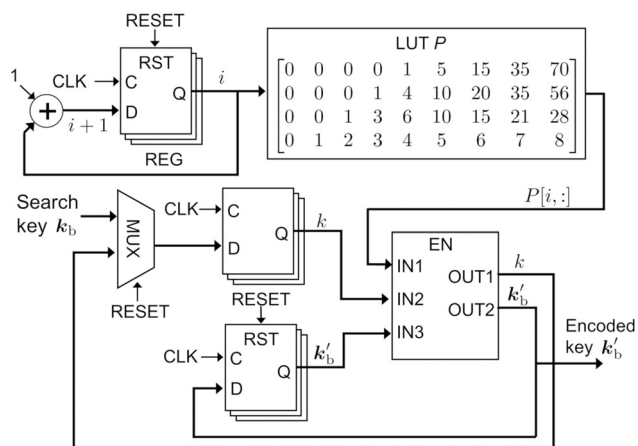 RESET
LUT P
RST
1
CLK
C
Q
i
D
i + 1
REG
0 0 0 0 1 5 15 35 70
0 0 0 1 4 10 20 35 56
0 0 1 3 6 10 15 21 28
0 1 2 3 4 5 6 7 8
P[i,:]
Search
key k_b
MUX
RESET
CLK
C
D
Q
k
EN
IN1
IN2
IN3
OUT1
OUT2
k
k′_b
RESET
RST
CLK
C
D
Q
k′_b
Encoded
key k′_b